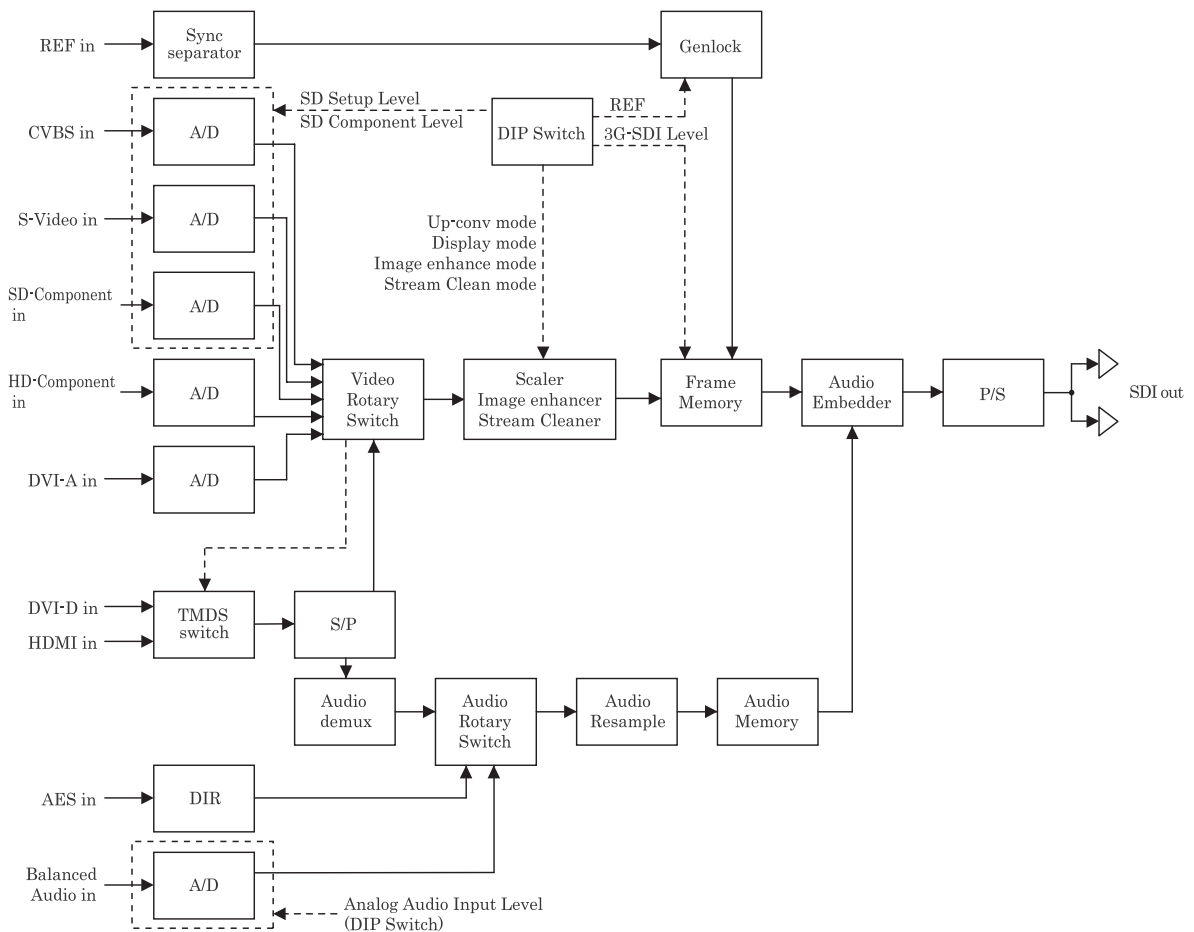 REF in
Sync
separator
Genlock
SD Setup Level
SD Component Level
DIP Switch
REF
3G-SDI Level
CVBS in
A/D
S-Video in
A/D
Up-conv mode
Display mode
Image enhance mode
Stream Clean mode
SD-Component
in
A/D
HD-Component
in
A/D
Video
Rotary
Switch
Scaler
Image enhancer
Stream Cleaner
Frame
Memory
Audio
Embedder
P/S
SDI out
DVI-A in
A/D
DVI-D in
HDMI in
TMDS
switch
S/P
Audio
demux
Audio
Rotary
Switch
Audio
Resample
Audio
Memory
AES in
DIR
Balanced
Audio in
A/D
Analog Audio Input Level
(DIP Switch)